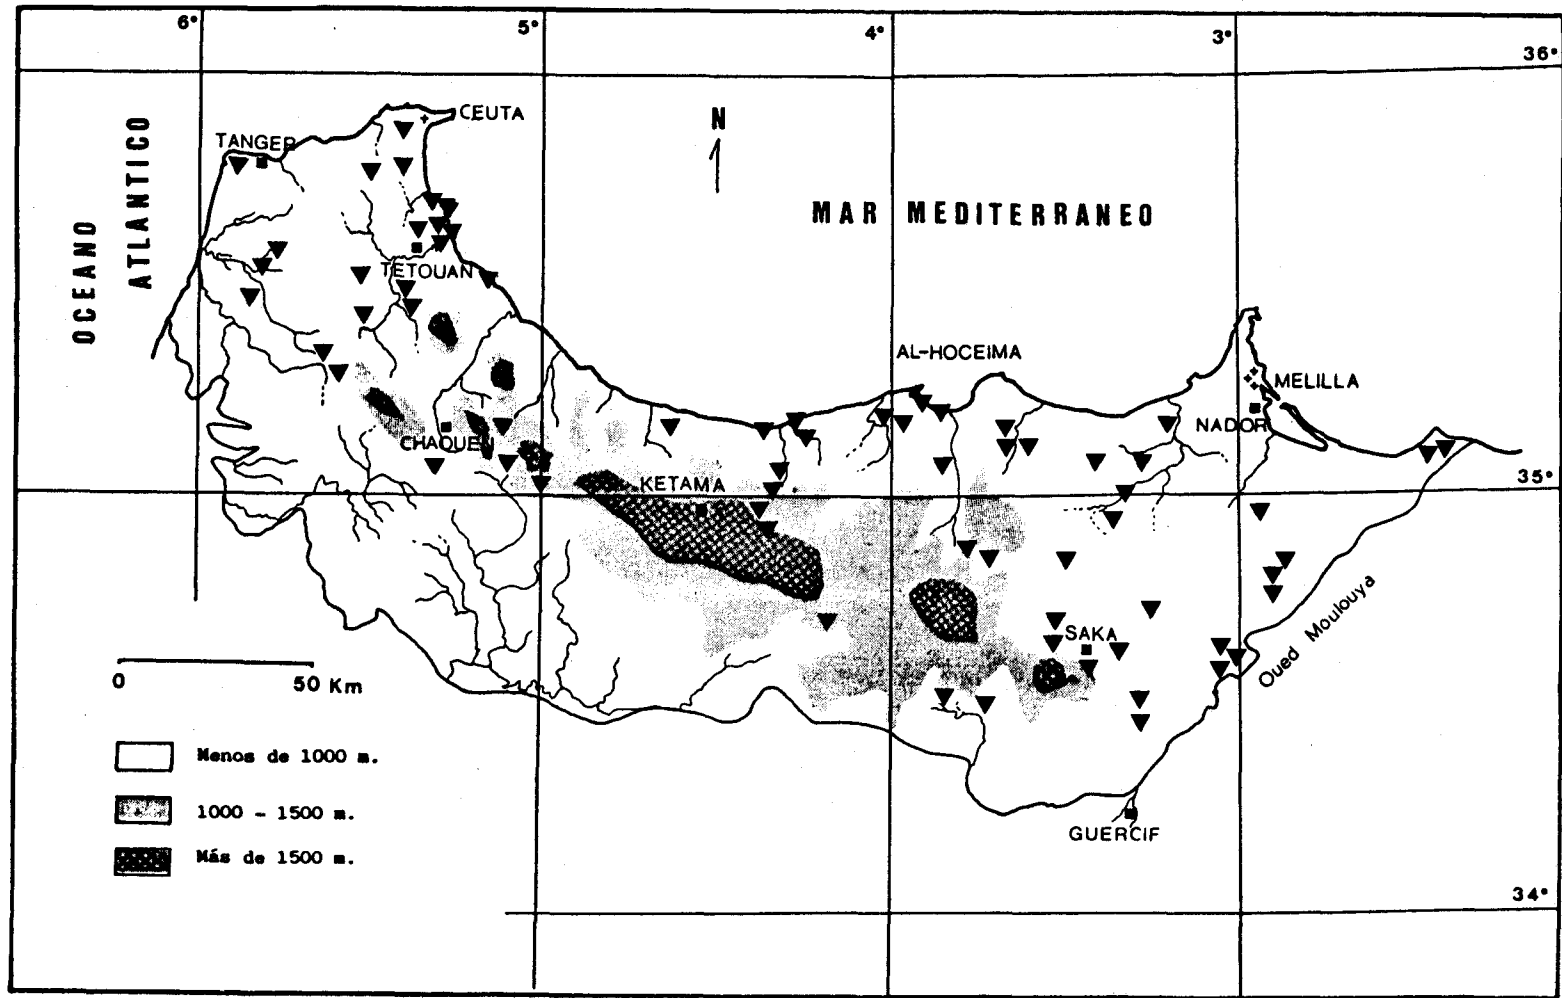 6°
5°
4°
3°
36°
CEUTA
TANGER
OCEANO
ATLANTICO
N
MAR MEDITERRANEO
TETOUAN
AL-HOCEIMA
MELILLA
NADOR
CHAOUEN
KETAMA
35°
SAKA
Oued Moulouya
0 50 Km
Menos de 1000 m.
1000 - 1500 m.
Más de 1500 m.
GUERCIF
34°